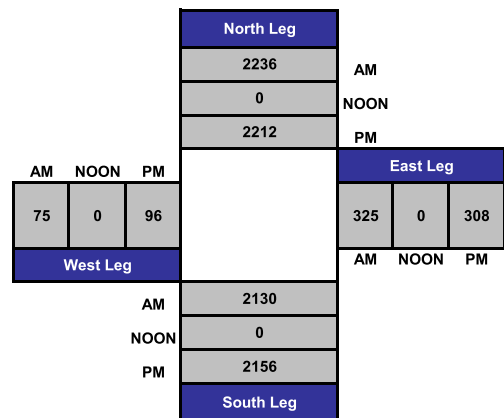 North Leg
2236 AM
0 NOON
2212 PM
AM NOON PM
East Leg
75 0 96
325 0 308
West Leg
AM NOON PM
AM 2130
NOON 0
PM 2156
South Leg